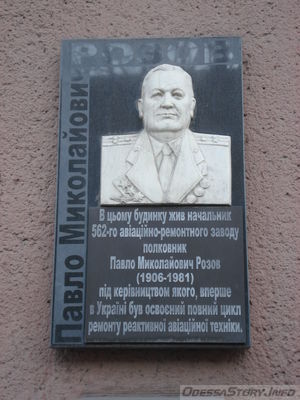 РОЗОВ
Павло Миколайович
В цьому будинку жив начальник
562-го авіаційно-ремонтного заводу
полковник
Павло Миколайович Розов
(1906-1981)
під керівництвом якого, вперше
в Україні був освоєний повний цикл
ремонту реактивної авіаційної техніки.
OdessaStory.Info